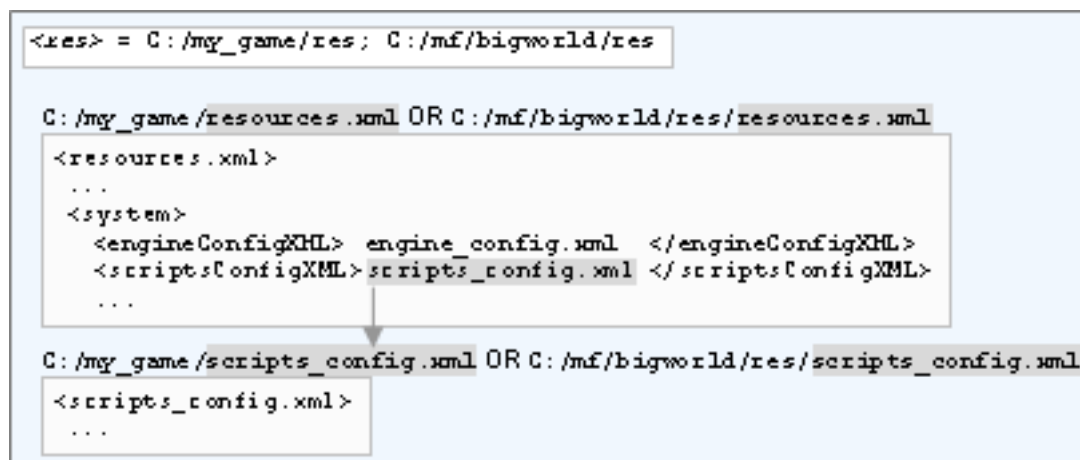 <res> = C:/my_game/res; C:/mf/bigworld/res
C:/my_game/resources.xml OR C:/mf/bigworld/res/resources.xml
<resources.xml>
...
<system>
<engineConfigXML> engine_config.xml </engineConfigXML>
<scriptsConfigXML> scripts_config.xml </scriptsConfigXML>
...
C:/my_game/scripts_config.xml OR C:/mf/bigworld/res/scripts_config.xml
<scripts_config.xml>
...